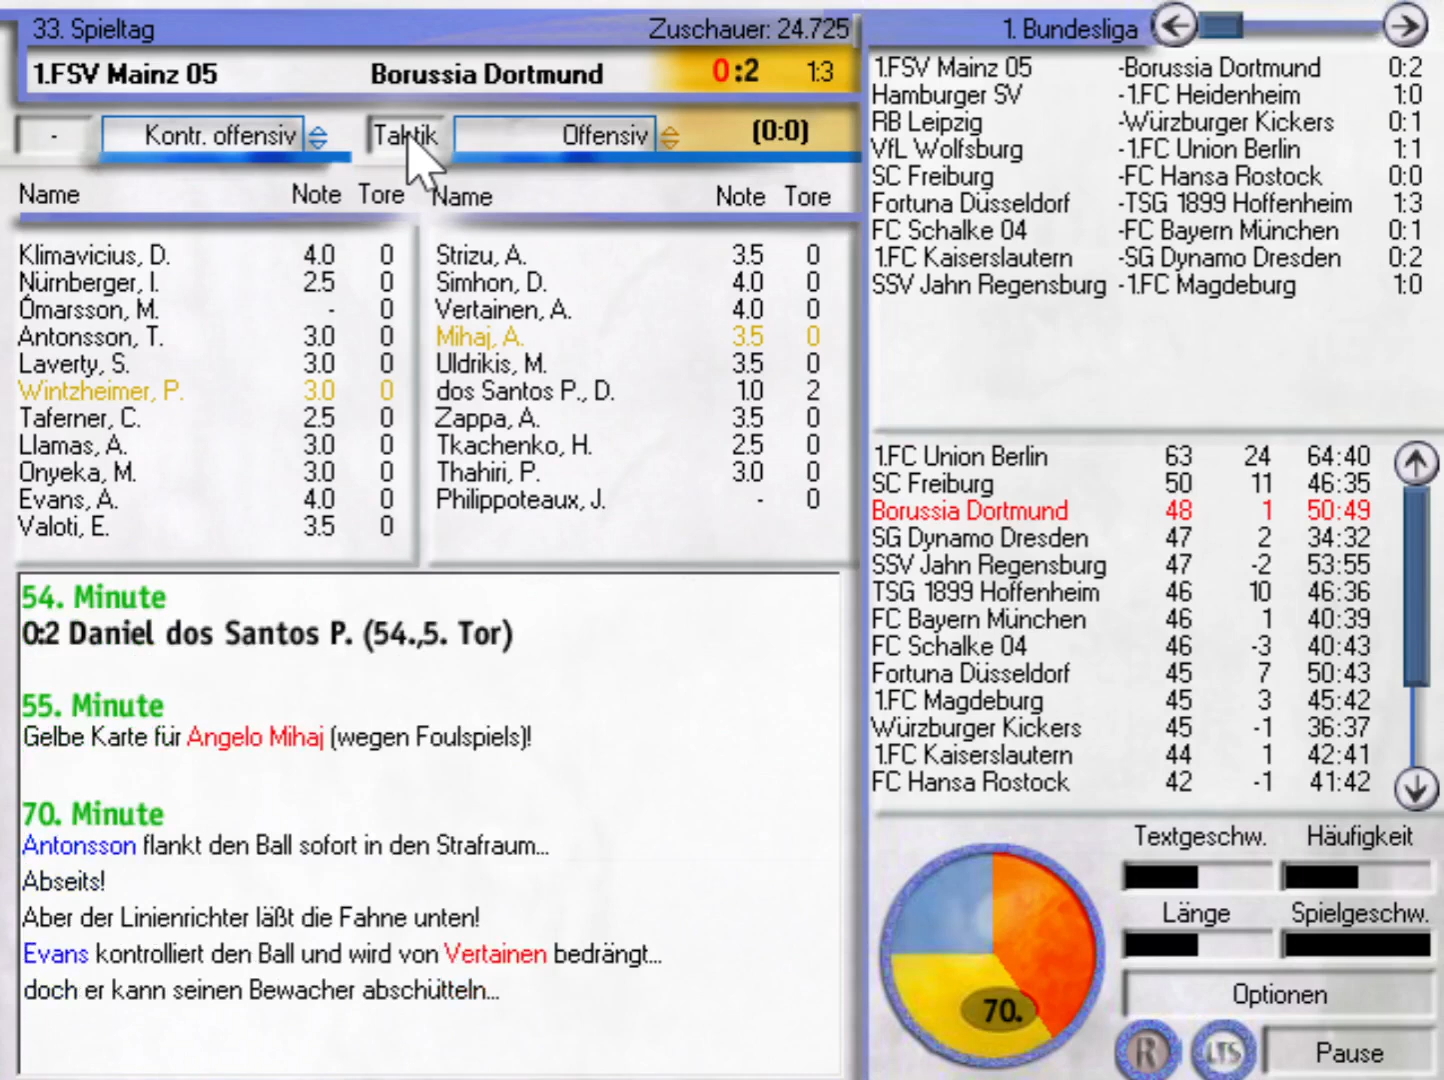 33. Spieltag Zuschauer: 24.725
1.FSV Mainz 05 Borussia Dortmund 0:2 1:3
- Kontr. offensiv Taktik Offensiv (0:0)
Name Note Tore Name Note Tore
Klimavicius, D. 4.0 0 Strizu, A. 3.5 0
Nürnberger, I. 2.5 0 Simhon, D. 4.0 0
Ómarsson, M. - 0 Vertainen, A. 4.0 0
Antonsson, T. 3.0 0 Mihaj, A. 3.5 0
Laverty, S. 3.0 0 Uldrikis, M. 3.5 0
Wintzheimer, P. 3.0 0 dos Santos P., D. 1.0 2
Taferner, C. 2.5 0 Zappa, A. 3.5 0
Llamas, A. 3.0 0 Tkachenko, H. 2.5 0
Onyeka, M. 3.0 0 Thahiri, P. 3.0 0
Evans, A. 4.0 0 Philippoteaux, J. - 0
Valoti, E. 3.5 0
54. Minute
0:2 Daniel dos Santos P. (54.,5. Tor)
55. Minute
Gelbe Karte für Angelo Mihaj (wegen Foulspiels)!
70. Minute
Antonsson flankt den Ball sofort in den Strafraum...
Abseits!
Aber der Linienrichter läßt die Fahne unten!
Evans kontrolliert den Ball und wird von Vertainen bedrängt...
doch er kann seinen Bewacher abschütteln...
1. Bundesliga
1.FSV Mainz 05 -Borussia Dortmund 0:2
Hamburger SV -1.FC Heidenheim 1:0
RB Leipzig -Würzburger Kickers 0:1
VfL Wolfsburg -1.FC Union Berlin 1:1
SC Freiburg -FC Hansa Rostock 0:0
Fortuna Düsseldorf -TSG 1899 Hoffenheim 1:3
FC Schalke 04 -FC Bayern München 0:1
1.FC Kaiserslautern -SG Dynamo Dresden 0:2
SSV Jahn Regensburg -1.FC Magdeburg 1:0
1.FC Union Berlin 63 24 64:40
SC Freiburg 50 11 46:35
Borussia Dortmund 48 1 50:49
SG Dynamo Dresden 47 2 34:32
SSV Jahn Regensburg 47 -2 53:55
TSG 1899 Hoffenheim 46 10 46:36
FC Bayern München 46 1 40:39
FC Schalke 04 46 -3 40:43
Fortuna Düsseldorf 45 7 50:43
1.FC Magdeburg 45 3 45:42
Würzburger Kickers 45 -1 36:37
1.FC Kaiserslautern 44 1 42:41
FC Hansa Rostock 42 -1 41:42
Textgeschw. Häufigkeit
Länge Spielgeschw.
70.
Optionen
R LTS Pause